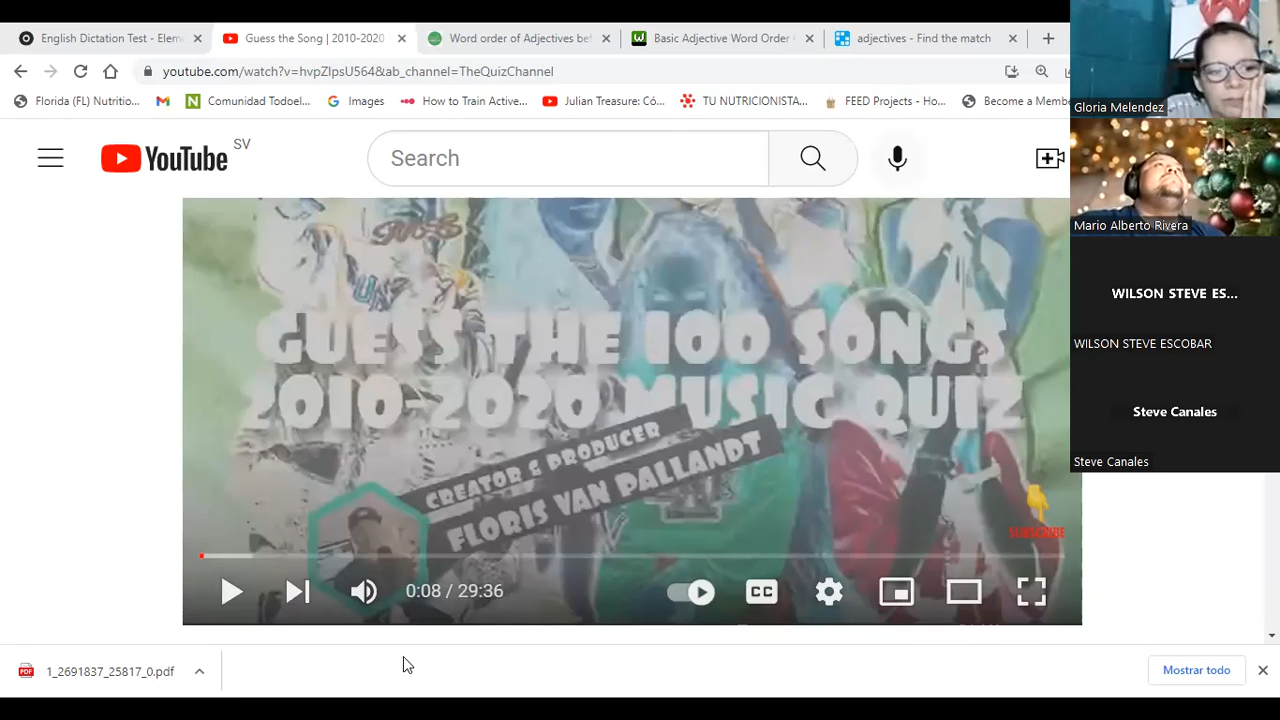 English Dictation Test - Elem
Guess the Song | 2010-2020
Word order of Adjectives bef
Basic Adjective Word Order
adjectives - Find the match
youtube.com/watch?v=hvpZIpsU5dc&ab_channel=TheQuizChannel
Florida (FL) Nutritio...
Comunidad Todoel...
Images
How to Train Active...
Julian Treasure: Có...
TU NUTRICIONISTA...
FEED Projects - Ho...
Become a Membe
YouTube
SV
Search
GUESS THE 100 SONGS
2010-2020 MUSIC QUIZ
CREATOR & PRODUCER
FLORIS VAN PALLANDT
SUBSCRIBE
0:08 / 29:36
CC
1_2691837_25817_0.pdf
Mostrar todo
Gloria Melendez
Mario Alberto Rivera
WILSON STEVE ES...
WILSON STEVE ESCOBAR
Steve Canales
Steve Canales